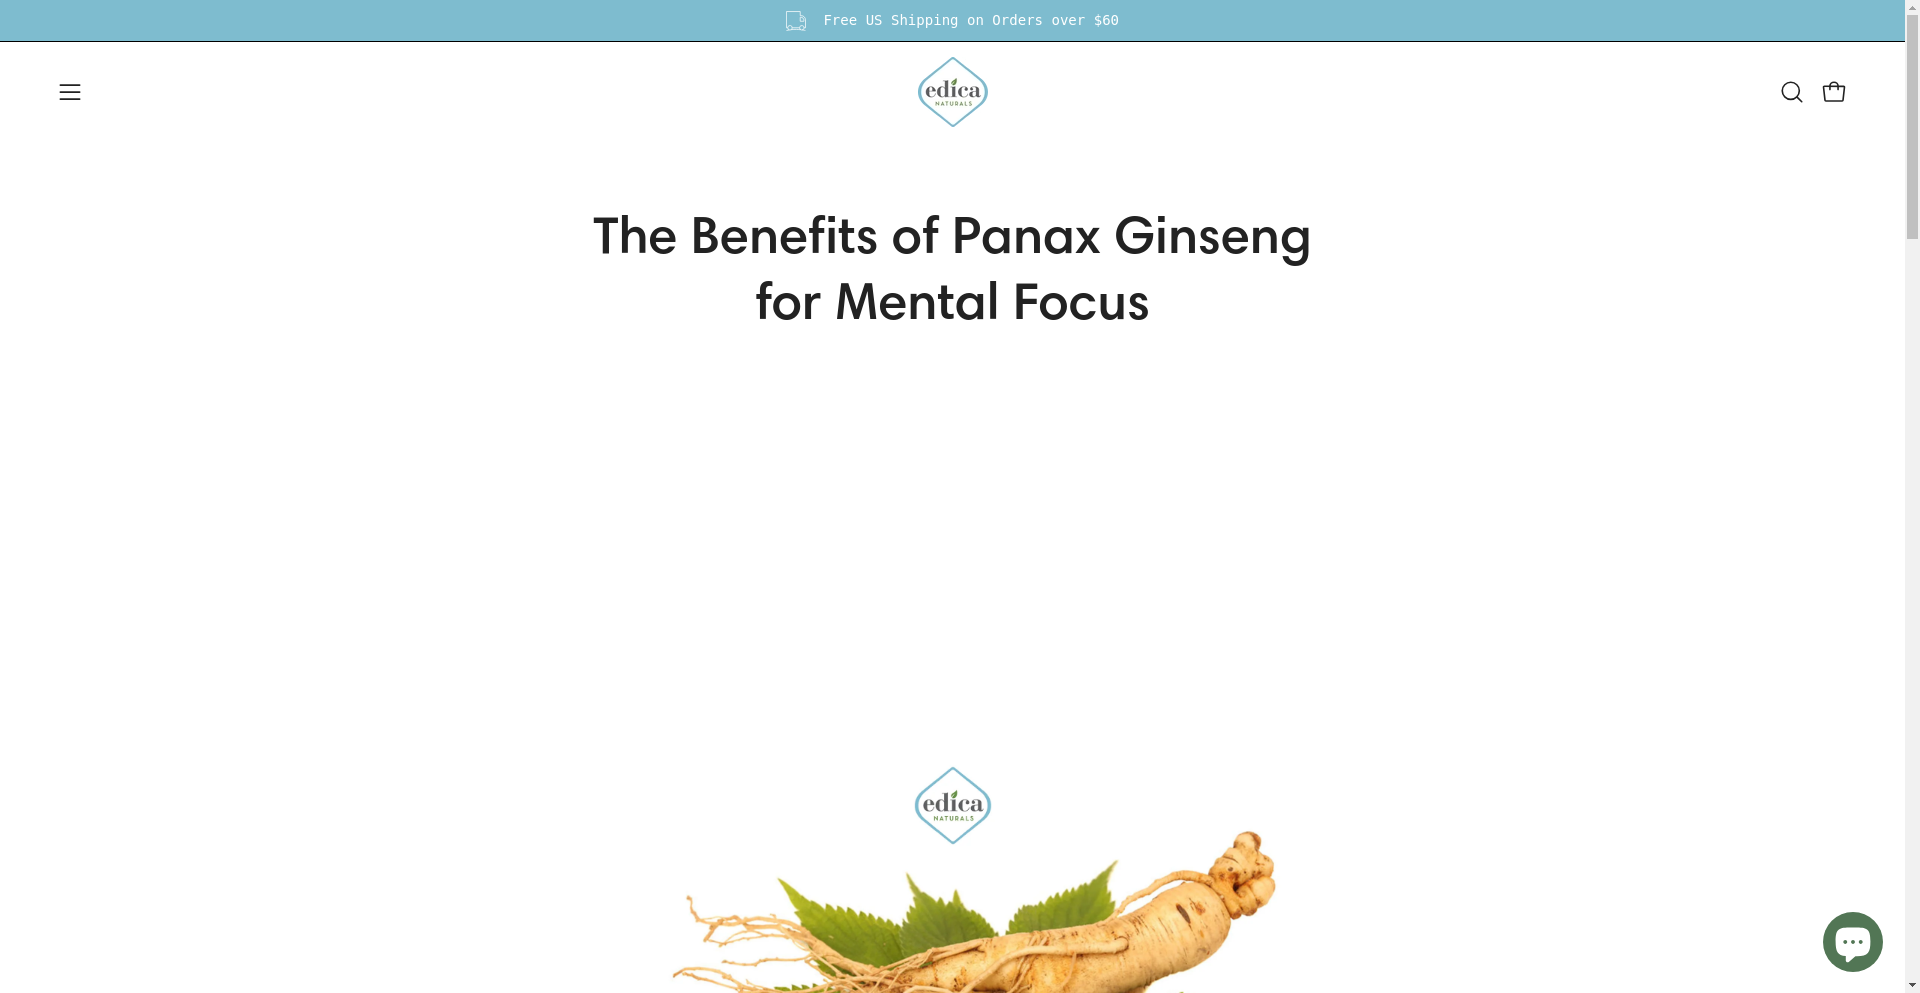 Free US Shipping on Orders over $60
edica
NATURALS
The Benefits of Panax Ginseng
for Mental Focus
edica
NATURALS